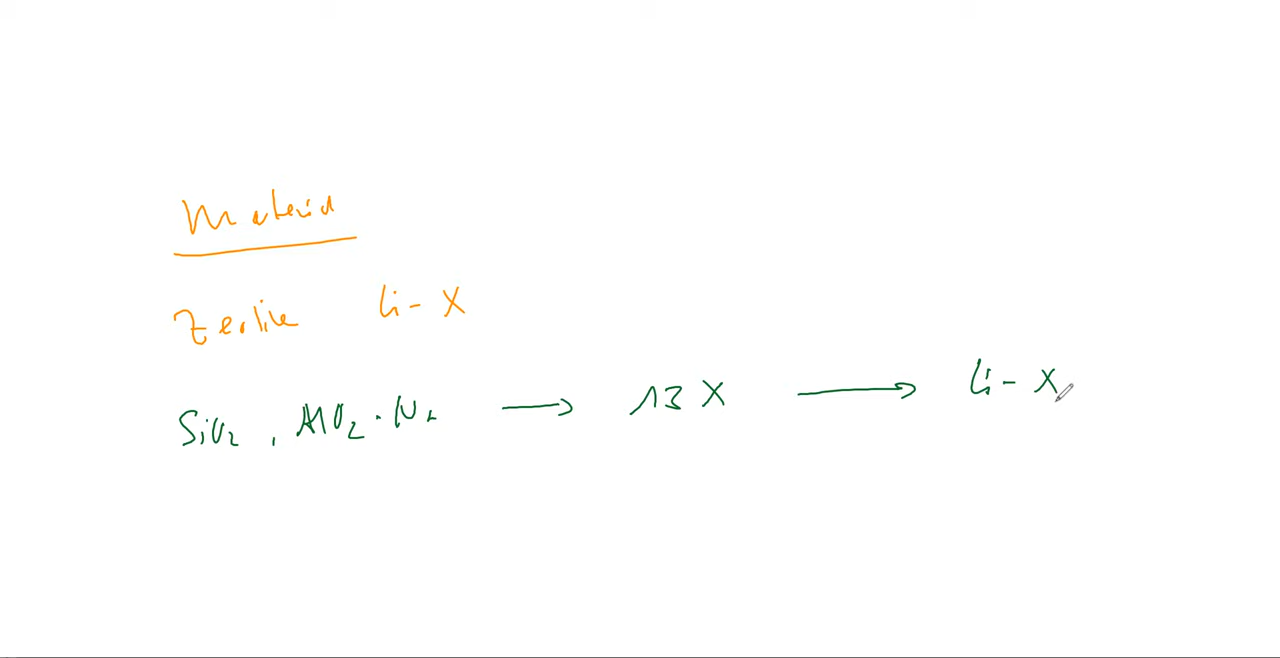 Material
Zeolite Li-X
SiO2, AlO2·Na → 13X → Li-X